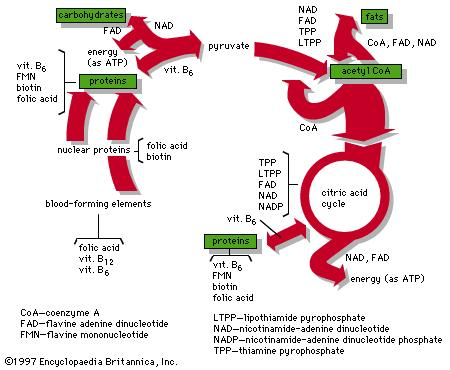 carbohydrates
FAD
NAD
energy
(as ATP)
vit. B6
FMN
biotin
folic acid
proteins
vit. B6
pyruvate
NAD
FAD
TPP
LTPP
fats
CoA, FAD, NAD
acetyl CoA
CoA
nuclear proteins
folic acid
biotin
blood-forming elements
folic acid
vit. B12
vit. B6
TPP
LTPP
FAD
NAD
NADP
citric acid
cycle
vit. B6
proteins
vit. B6
FMN
biotin
folic acid
NAD, FAD
energy (as ATP)
CoA—coenzyme A
FAD—flavine adenine dinucleotide
FMN—flavine mononucleotide
LTPP—lipothiamide pyrophosphate
NAD—nicotinamide-adenine dinucleotide
NADP—nicotinamide-adenine dinucleotide phosphate
TPP—thiamine pyrophosphate
©1997 Encyclopaedia Britannica, Inc.